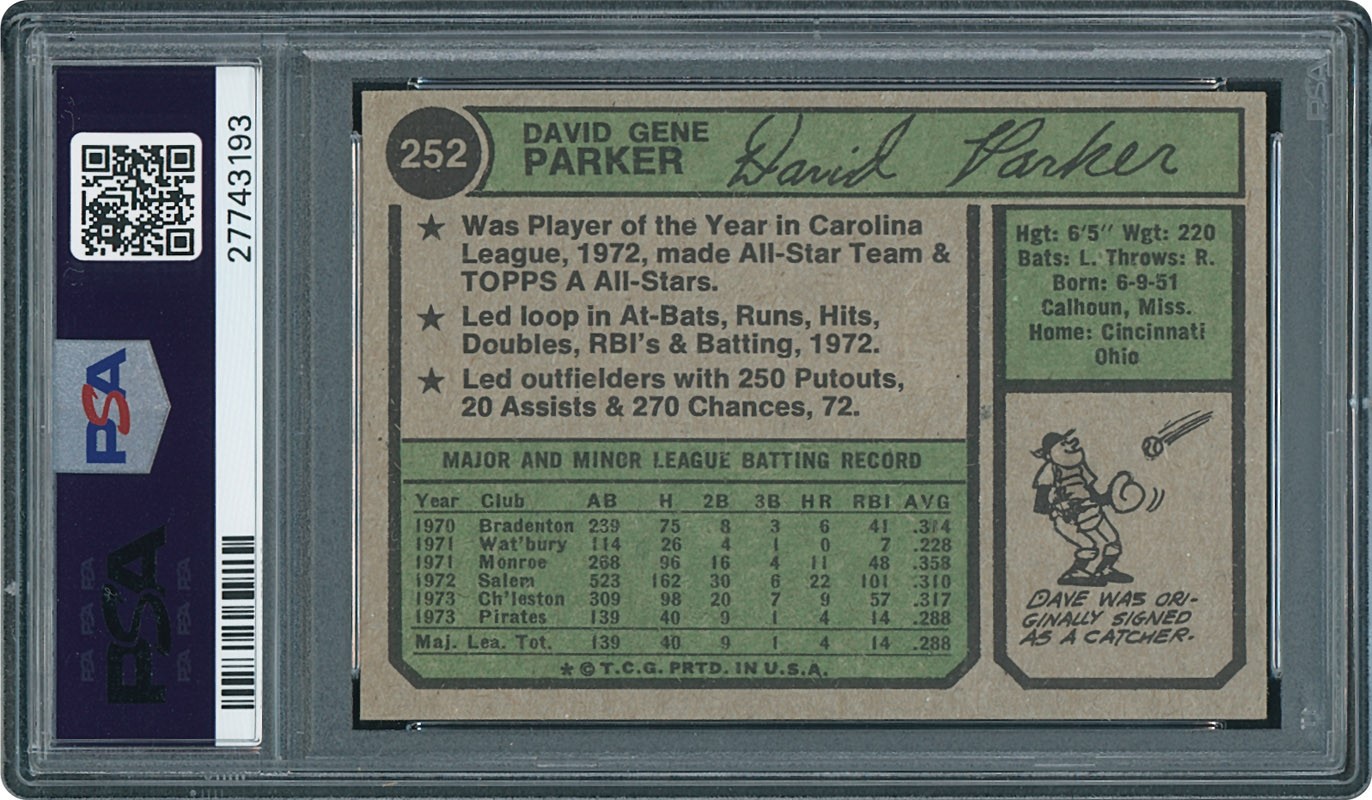 27743193
PSA
PSA
PSA
252
DAVID GENE
PARKER
David Parker
★ Was Player of the Year in Carolina
League, 1972, made All-Star Team &
TOPPS A All-Stars.
★ Led loop in At-Bats, Runs, Hits,
Doubles, RBI's & Batting, 1972.
★ Led outfielders with 250 Putouts,
20 Assists & 270 Chances, 72.
Hgt: 6'5" Wgt: 220
Bats: L. Throws: R.
Born: 6-9-51
Calhoun, Miss.
Home: Cincinnati
Ohio
MAJOR AND MINOR LEAGUE BATTING RECORD
Year Club AB H 2B 3B HR RBI AVG
1970 Bradenton 239 75 8 3 6 41 .314
1971 Wat'bury 114 26 4 1 0 7 .228
1971 Monroe 268 96 16 4 11 48 .358
1972 Salem 523 162 30 6 22 101 .310
1973 Ch'leston 309 98 20 7 9 57 .317
1973 Pirates 139 40 9 1 4 14 .288
Maj. Lea. Tot. 139 40 9 1 4 14 .288
* © T.C.G. PRTD. IN U.S.A.
DAVE WAS ORI-
GINALLY SIGNED
AS A CATCHER.